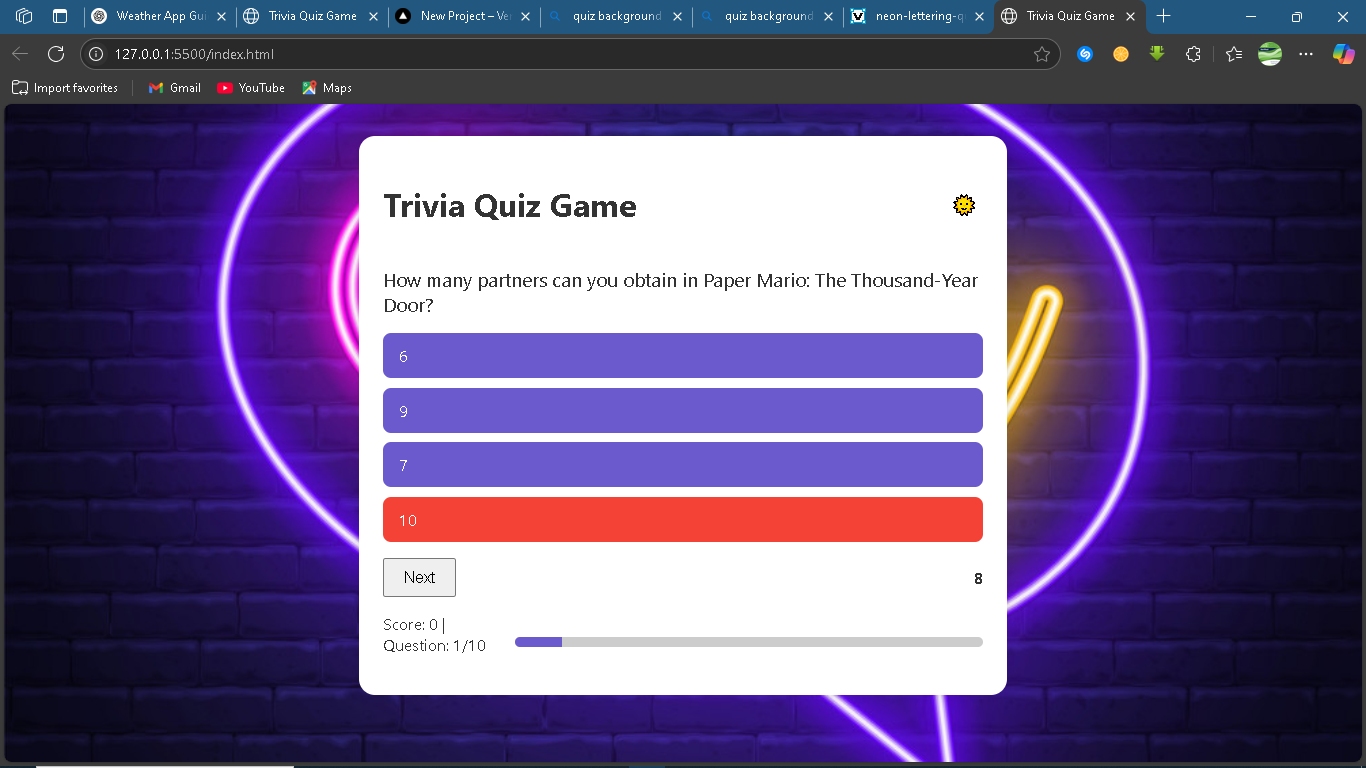 Weather App Gui
Trivia Quiz Game
New Project – Ve
quiz background
quiz background
neon-lettering-q
Trivia Quiz Game
127.0.0.1:5500/index.html
Import favorites
Gmail
YouTube
Maps
Trivia Quiz Game
How many partners can you obtain in Paper Mario: The Thousand-Year
Door?
6
9
7
10
Next
8
Score: 0 |
Question: 1/10